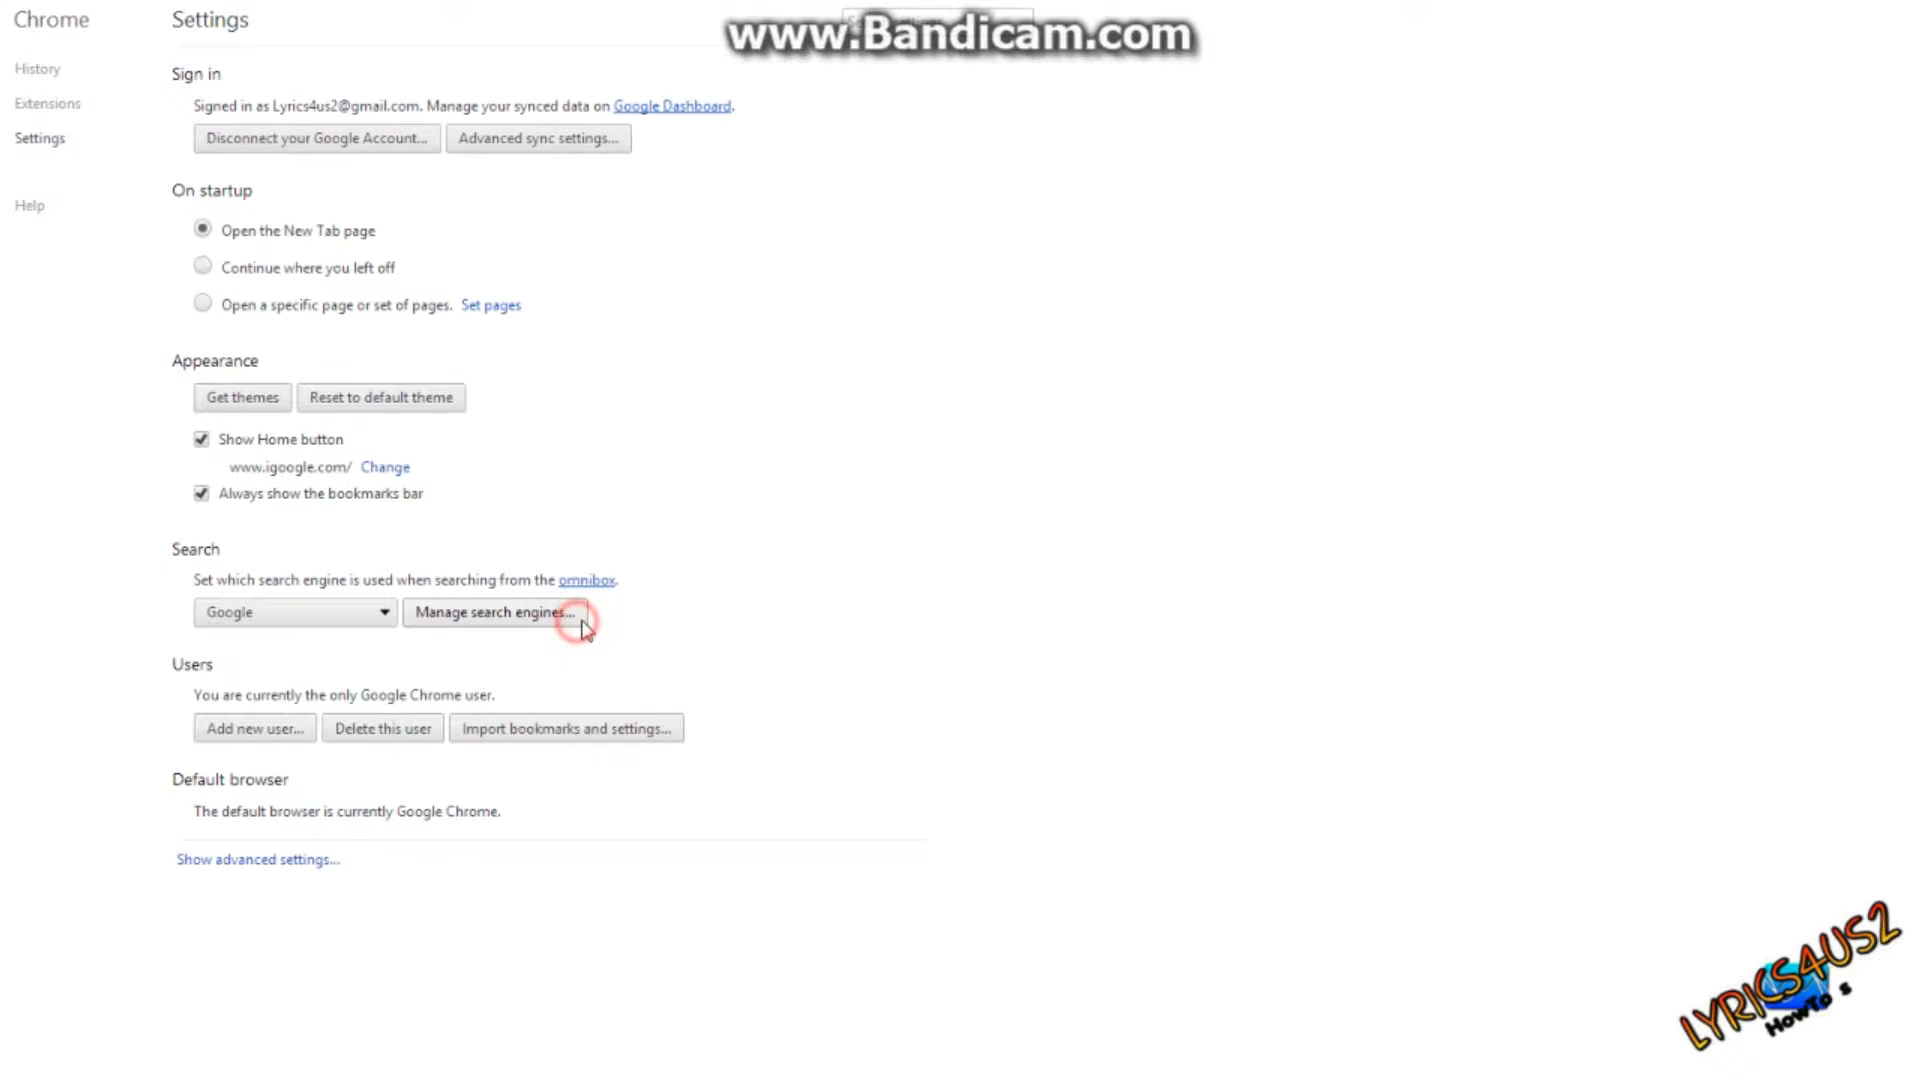 Chrome
Settings
www.Bandicam.com
History
Extensions
Settings
Help
Sign in
Signed in as Lyrics4us2@gmail.com. Manage your synced data on Google Dashboard.
Disconnect your Google Account... Advanced sync settings...
On startup
Open the New Tab page
Continue where you left off
Open a specific page or set of pages. Set pages
Appearance
Get themes Reset to default theme
Show Home button
www.igoogle.com/ Change
Always show the bookmarks bar
Search
Set which search engine is used when searching from the omnibox.
Google Manage search engines...
Users
You are currently the only Google Chrome user.
Add new user... Delete this user Import bookmarks and settings...
Default browser
The default browser is currently Google Chrome.
Show advanced settings...
LYRICS4US2
HowTo s